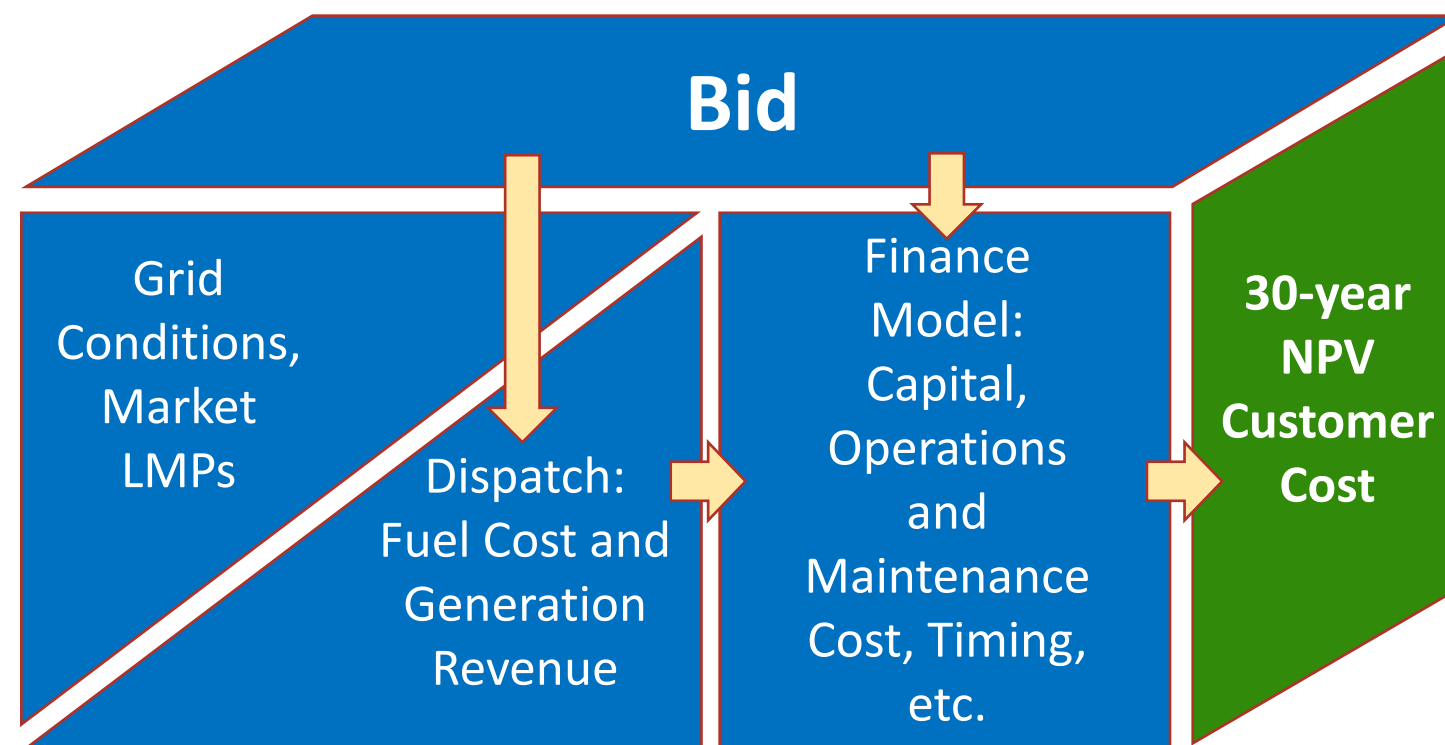 Bid
Grid
Conditions,
Market
LMPs
Dispatch:
Fuel Cost and
Generation
Revenue
Finance
Model:
Capital,
Operations
and
Maintenance
Cost, Timing,
etc.
30-year
NPV
Customer
Cost